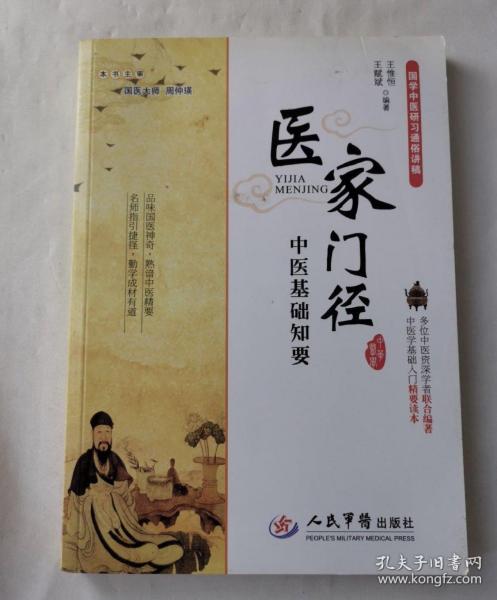 本书主审
国医大师 周仲瑛
品味国医神奇，熟谙中医精要
名师指引捷径，勤学成材有道
国学中医研习通俗讲稿
王惟恒
王赋斌 编著
医家门径
YIJIA
MENJING
中医基础知要
多位中医资深学者联合编著
中医学基础入门精要读本
人民军医出版社
PEOPLE'S MILITARY MEDICAL PRESS
孔夫子旧书网
www.kongfz.com